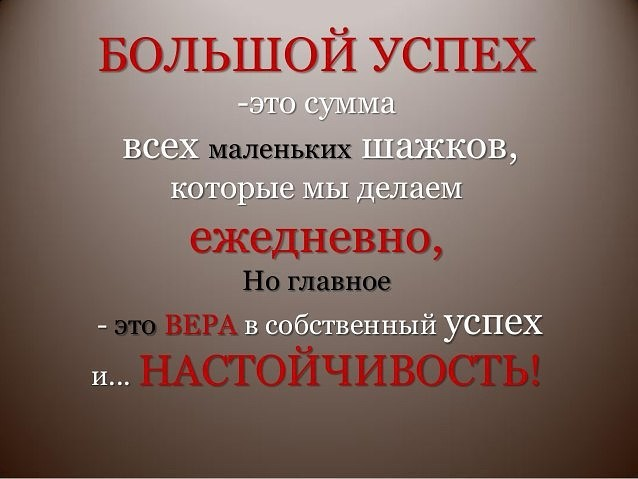 БОЛЬШОЙ УСПЕХ
-это сумма
всех маленьких шажков,
которые мы делаем
ежедневно,
Но главное
- это ВЕРА в собственный успех
и... НАСТОЙЧИВОСТЬ!